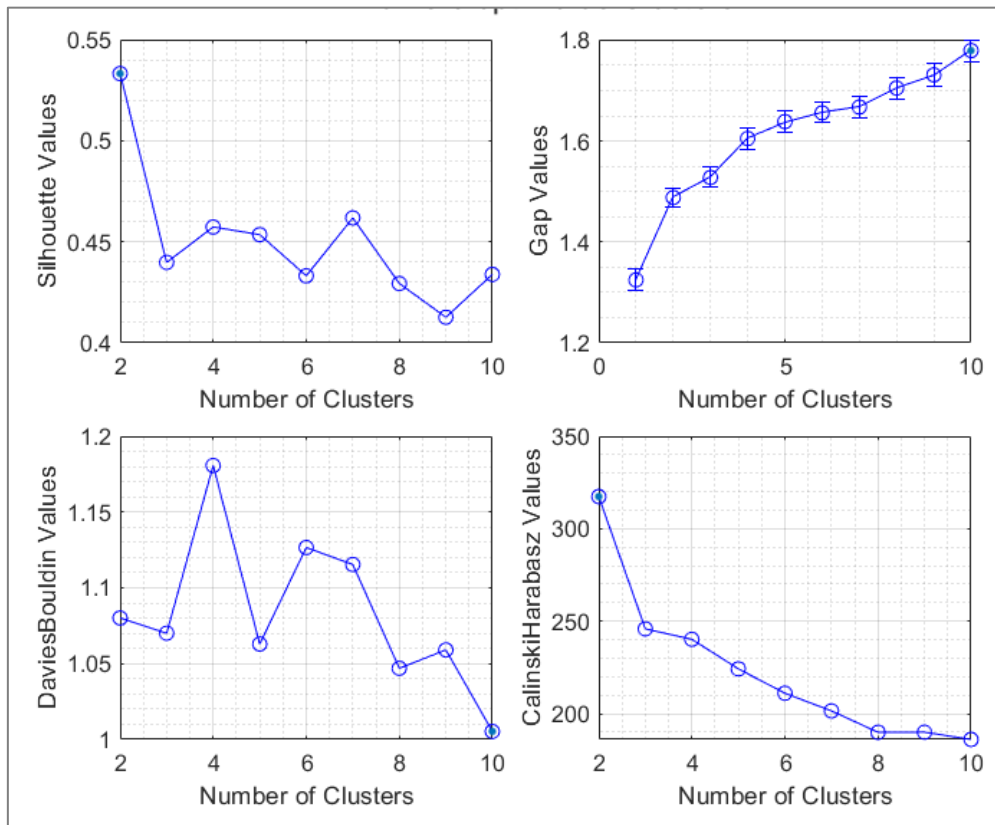 0.55
0.5
0.45
0.4
Silhouette Values
2 4 6 8 10
Number of Clusters
1.8
1.6
1.4
1.2
Gap Values
0 5 10
Number of Clusters
1.2
1.15
1.1
1.05
1
DaviesBouldin Values
2 4 6 8 10
Number of Clusters
350
300
250
200
CalinskiHarabasz Values
2 4 6 8 10
Number of Clusters